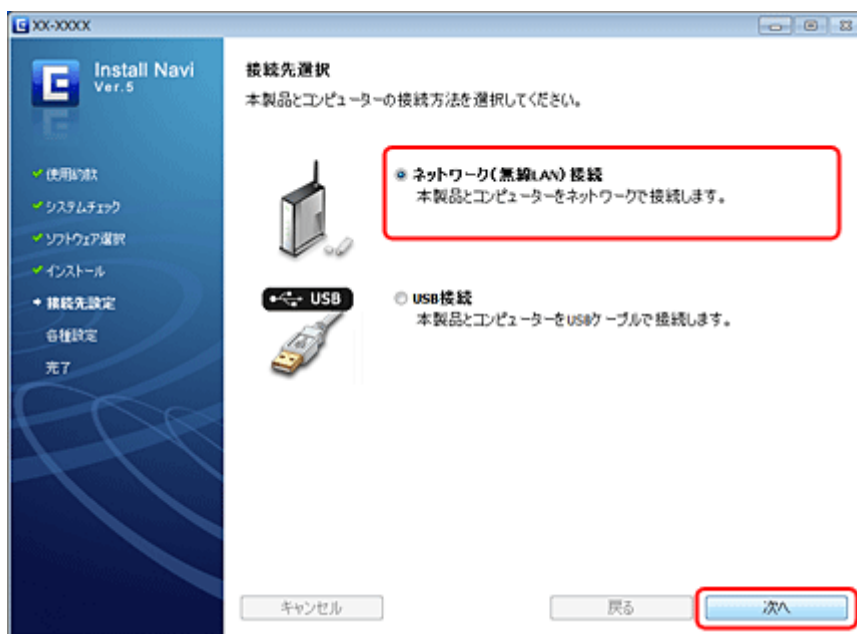 XX-XXXX
Install Navi
Ver.5
使用約款
システムチェック
ソフトウェア選択
インストール
接続先設定
各種設定
完了
接続先選択
本製品とコンピューターの接続方法を選択してください。
ネットワーク(無線LAN)接続
本製品とコンピューターをネットワークで接続します。
USB
USB接続
本製品とコンピューターをUSBケーブルで接続します。
キャンセル
戻る
次へ